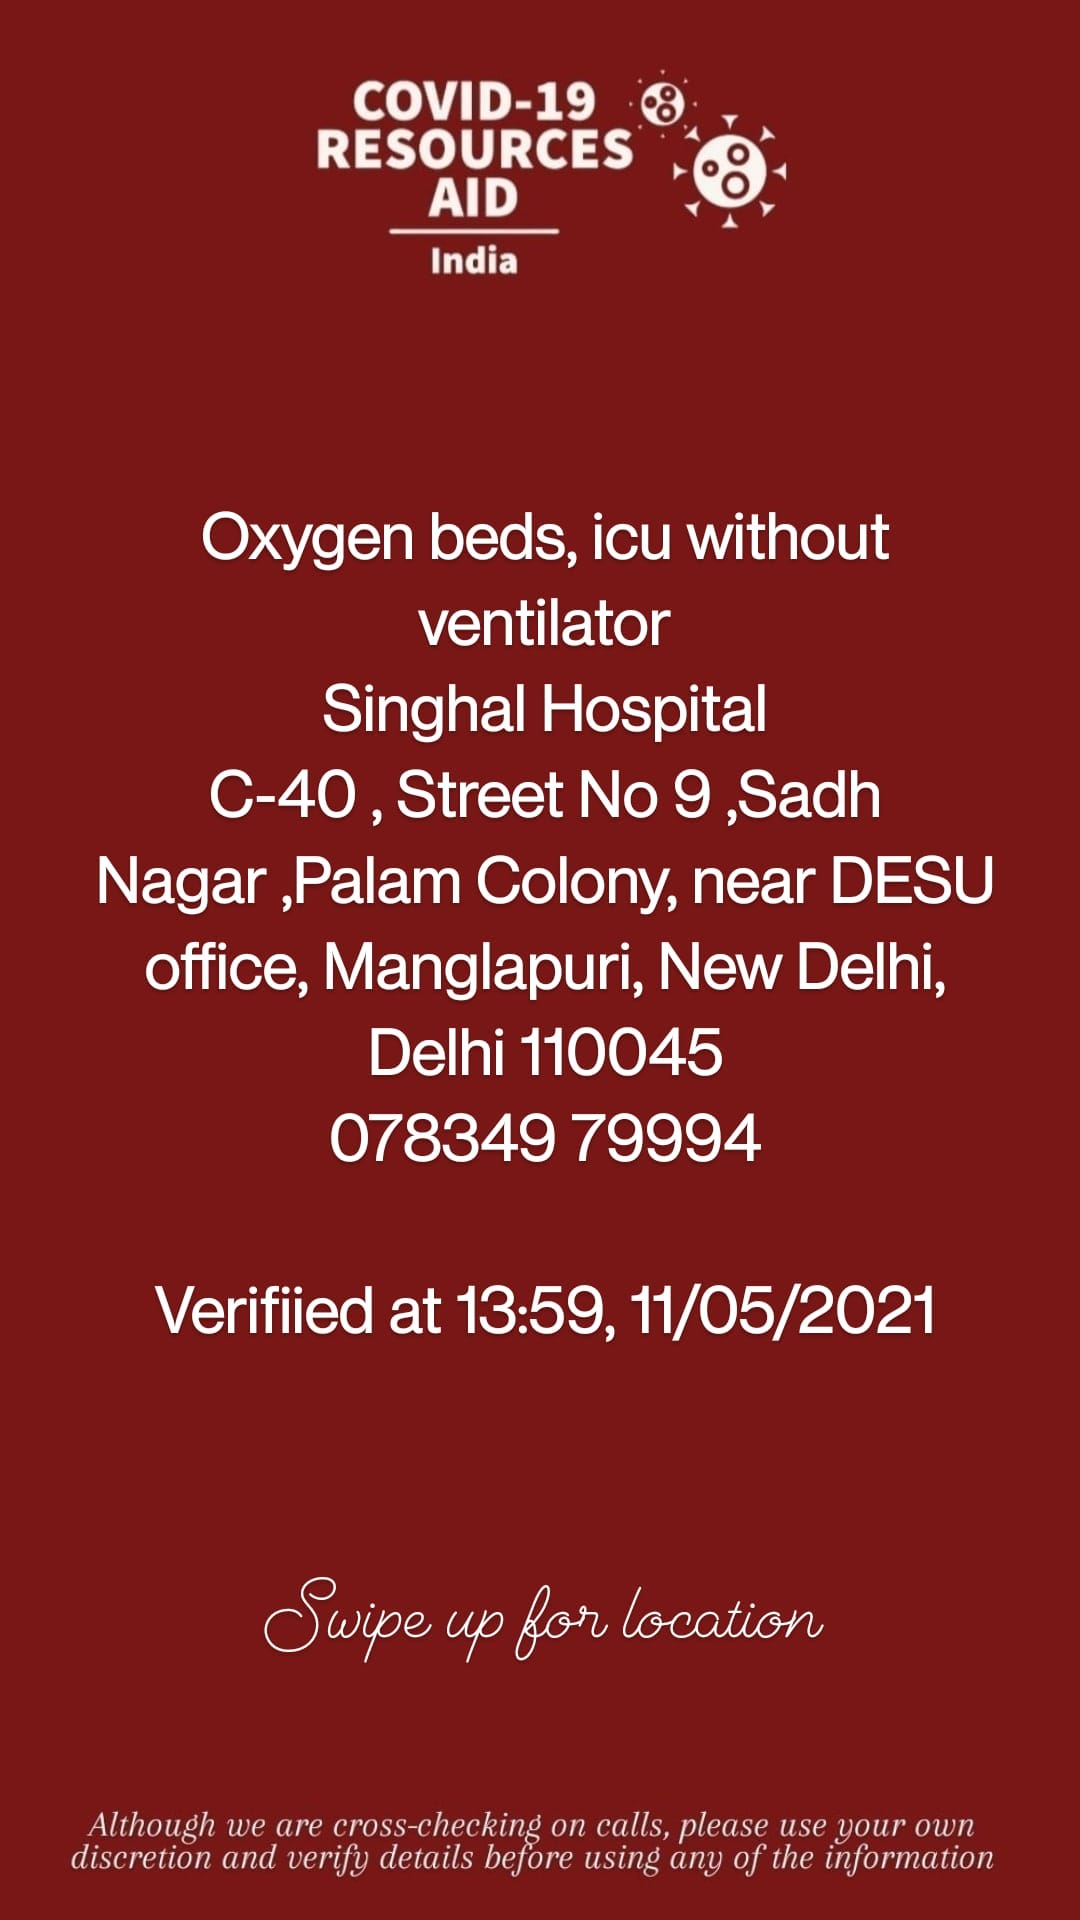 COVID-19
RESOURCES
AID
India
Oxygen beds, icu without
ventilator
Singhal Hospital
C-40 , Street No 9 ,Sadh
Nagar ,Palam Colony, near DESU
office, Manglapuri, New Delhi,
Delhi 110045
078349 79994
Verifiied at 13:59, 11/05/2021
Swipe up for location
Although we are cross-checking on calls, please use your own
discretion and verify details before using any of the information